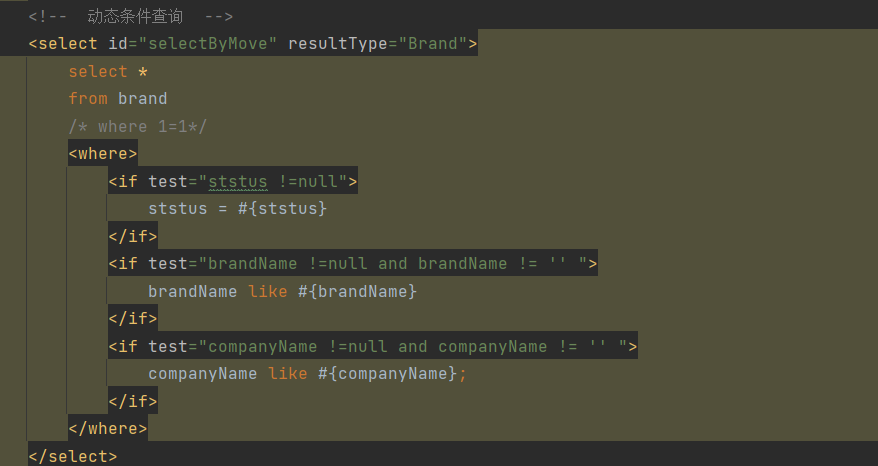 <!--  动态条件查询  -->
<select id="selectByMove" resultType="Brand">
    select *
    from brand
    /* where 1=1*/
    <where>
        <if test="ststus !=null">
            ststus = #{ststus}
        </if>
        <if test="brandName !=null and brandName != '' ">
            brandName like #{brandName}
        </if>
        <if test="companyName !=null and companyName != '' ">
            companyName like #{companyName};
        </if>
    </where>
</select>